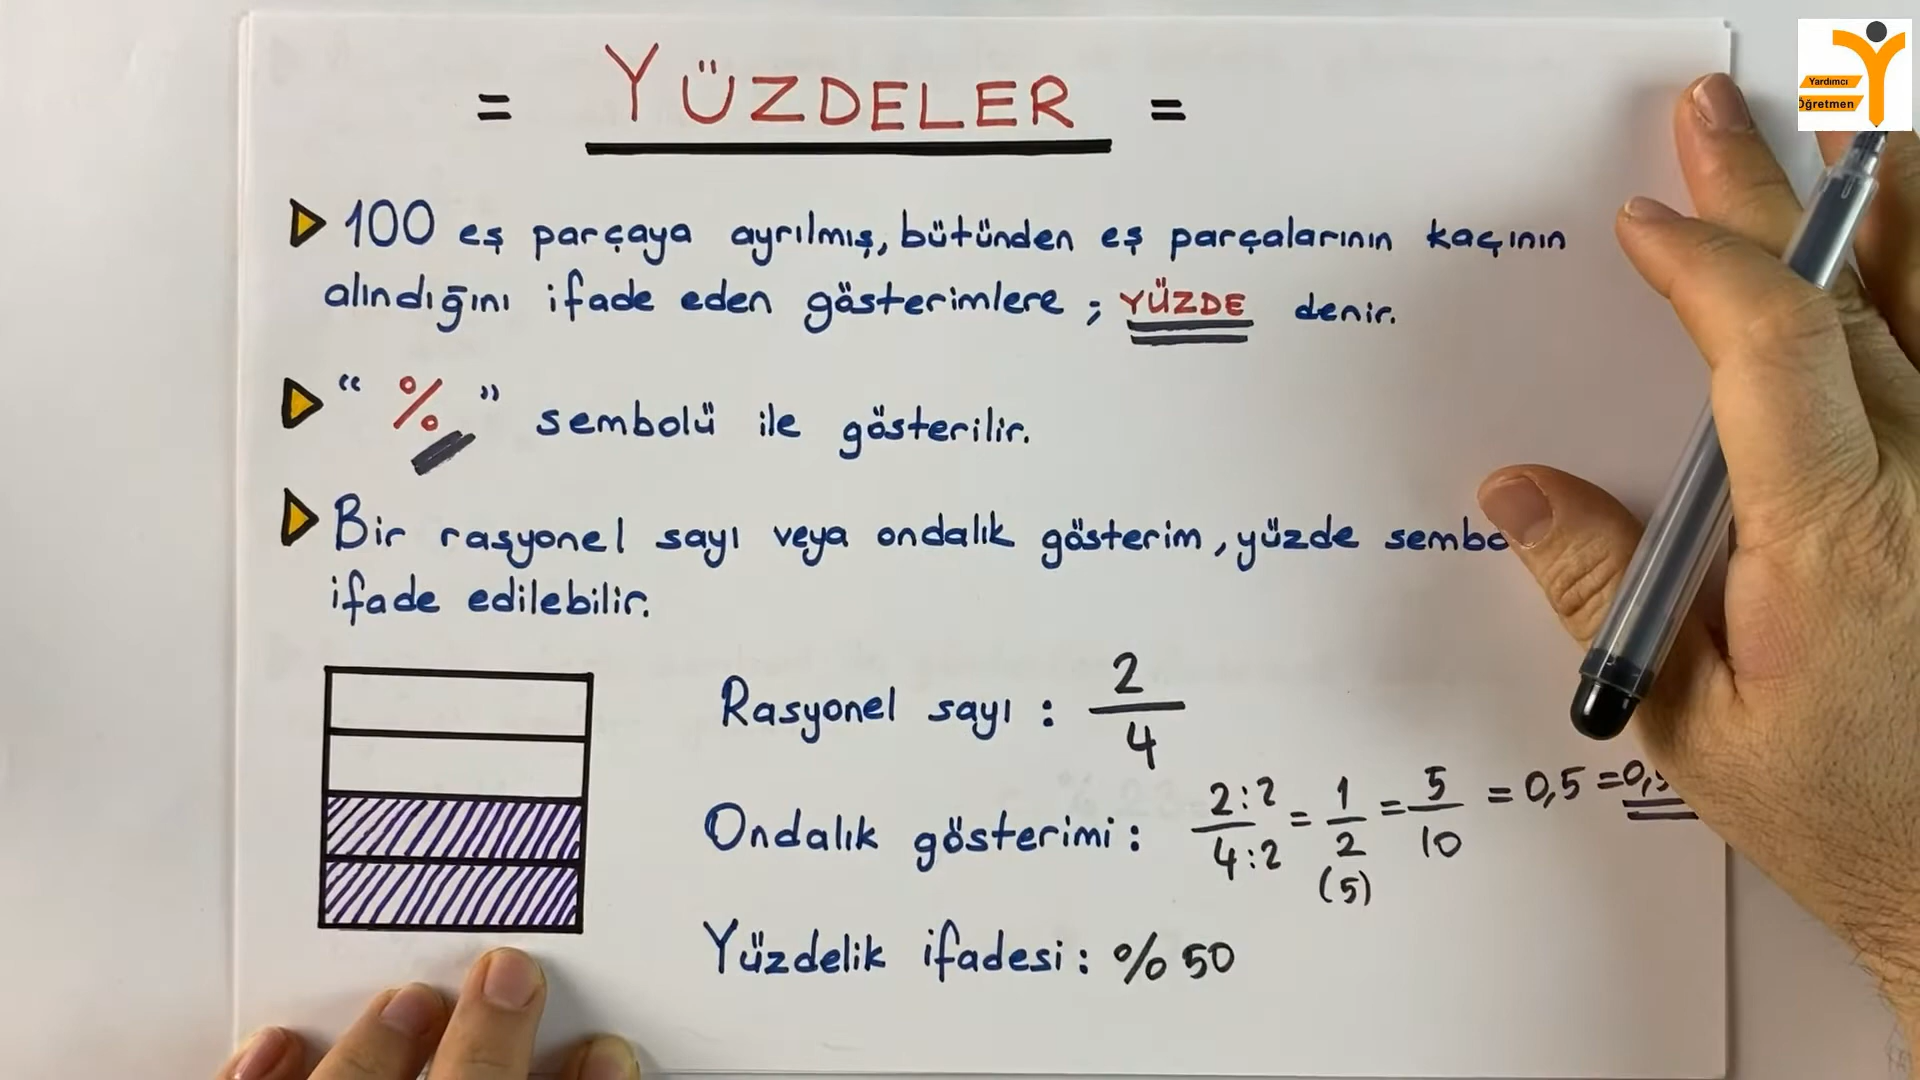 = YÜZDELER =
100 eş parçaya ayrılmış, bütünden eş parçalarının kaçının
alındığını ifade eden gösterimlere ; YÜZDE denir.
“ % ” sembolü ile gösterilir.
Bir rasyonel sayı veya ondalık gösterim, yüzde
ifade edilebilir.
Rasyonel sayı : 2/4
Ondalık gösterimi : 2:2/4:2 = 1/2 (5) = 5/10 = 0,5 =
Yüzdelik ifadesi : %50
Yardımcı
Öğretmen